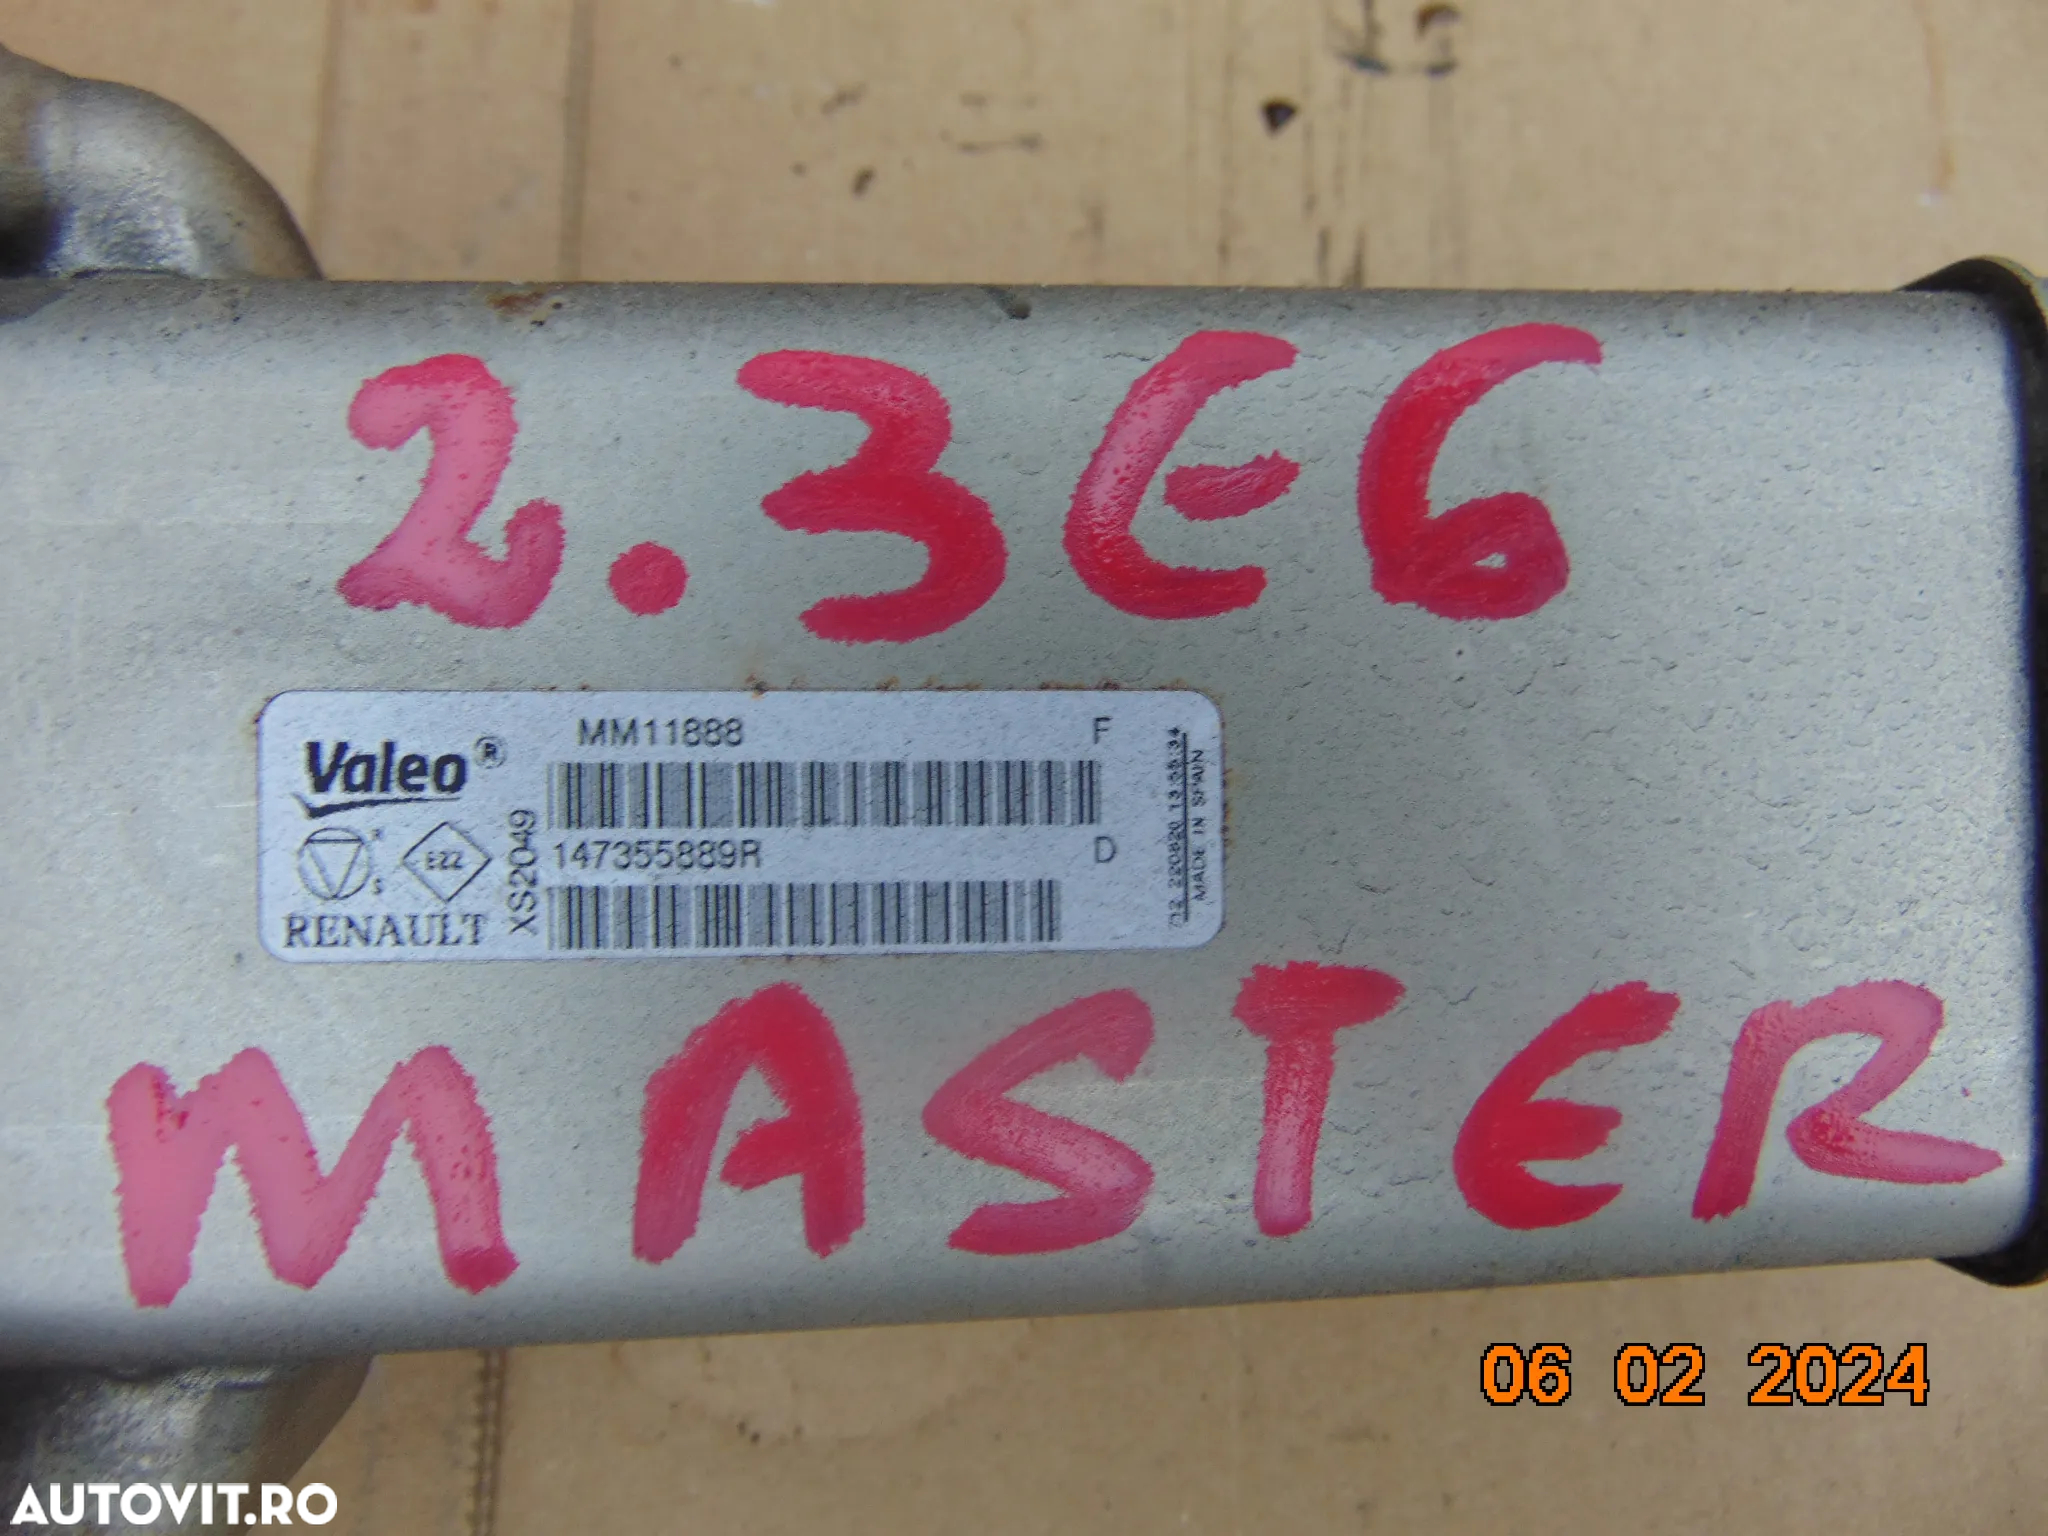 2.3E6
MM11888 F
Valeo®
XS2049
147355889R D
E22
RENAULT
MADE IN SPAIN
MASTER
06 02 2024
AUTOVIT.RO